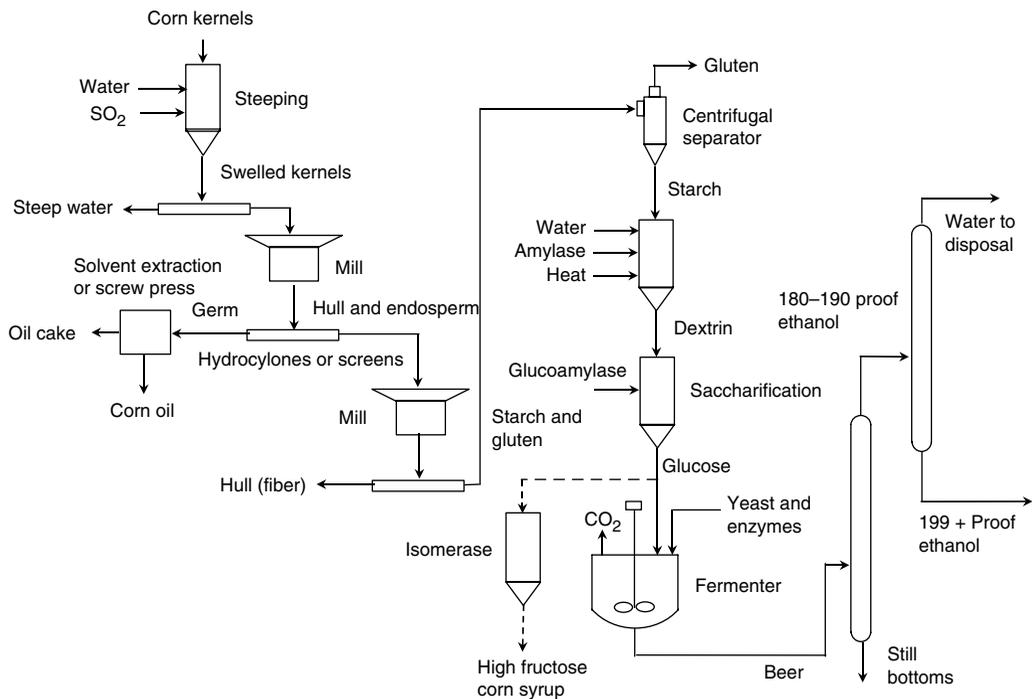 Corn kernels
Water
SO2
Steeping
Swelled kernels
Steep water
Mill
Solvent extraction
or screw press
Germ
Hull and endosperm
Oil cake
Hydrocylones or screens
Corn oil
Mill
Starch and
gluten
Hull (fiber)
Gluten
Centrifugal
separator
Starch
Water
Amylase
Heat
Dextrin
Glucoamylase
Saccharification
Glucose
Isomerase
CO2
Yeast and
enzymes
Fermenter
High fructose
corn syrup
Beer
Still
bottoms
180–190 proof
ethanol
Water to
disposal
199 + Proof
ethanol